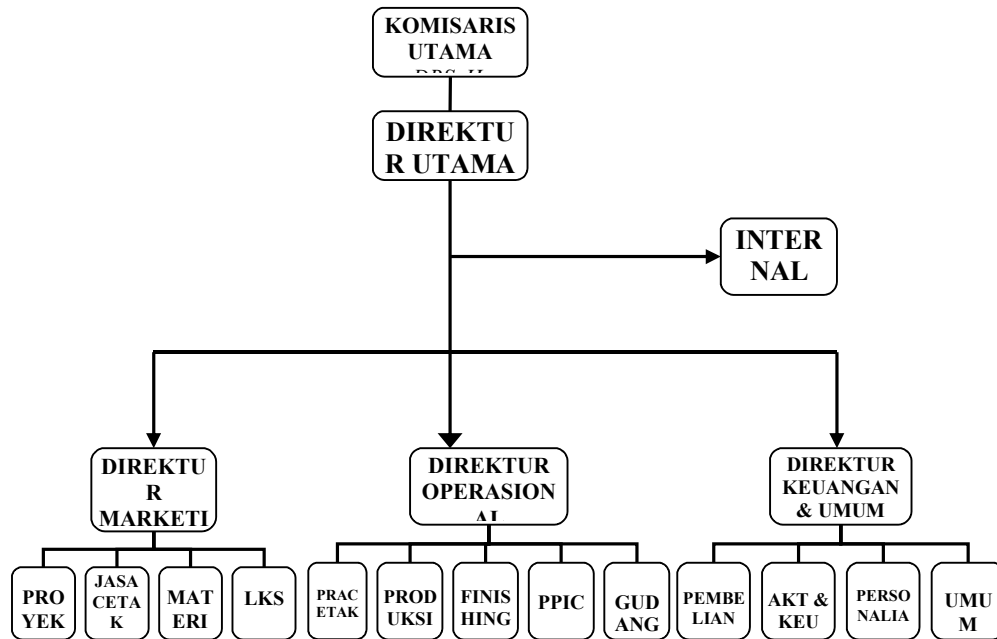 KOMISARIS
UTAMA
DIREKTU
R UTAMA
INTER
NAL
DIREKTU
R
MARKETI
DIREKTUR
OPERASION
AL
DIREKTUR
KEUANGAN
& UMUM
PRO
YEK
JASA
CETA
K
MAT
ERI
LKS
PRAC
ETAK
PROD
UKSI
FINIS
HING
PPIC
GUD
ANG
PEMBE
LIAN
AKT &
KEU
PERSO
NALIA
UMU
M